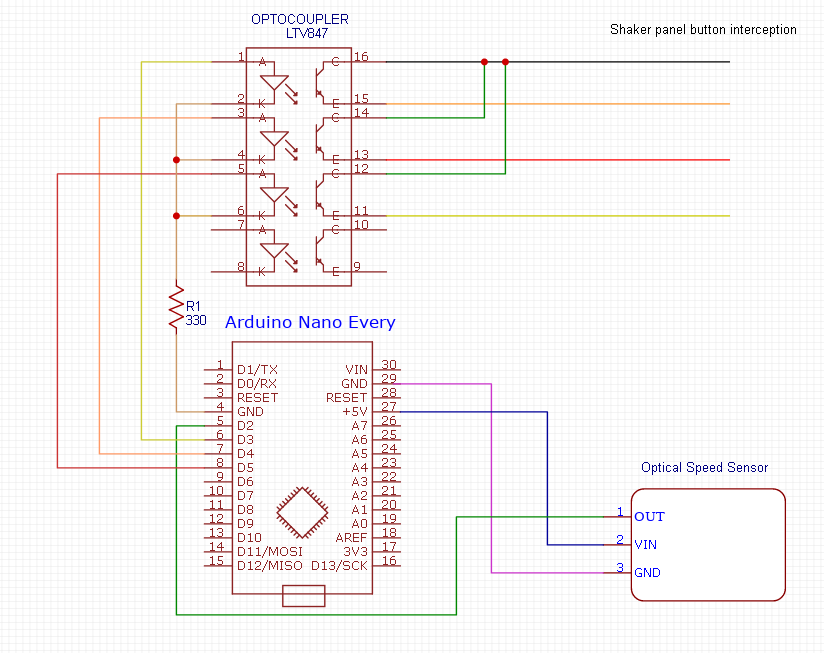 OPTOCOUPLER
LTV847
Shaker panel button interception
1 A C 16
2 K E 15
3 A C 14
4 K E 13
5 A C 12
6 K E 11
7 A C 10
8 K E 9
R1
330
Arduino Nano Every
1 D1/TX VIN 30
2 D0/RX GND 29
3 RESET RESET 28
4 GND +5V 27
5 D2 A7 26
6 D3 A6 25
7 D4 A5 24
8 D5 A4 23
9 D6 A3 22
10 D7 A2 21
11 D8 A1 20
12 D9 A0 19
13 D10 AREF 18
14 D11/MOSI 3V3 17
15 D12/MISO D13/SCK 16
Optical Speed Sensor
1 OUT
2 VIN
3 GND